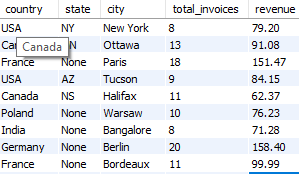 country state city total_invoices revenue
USA NY New York 8 79.20
Ca N Ottawa 13 91.08
Canada
France None Paris 18 151.47
USA AZ Tucson 9 84.15
Canada NS Halifax 11 62.37
Poland None Warsaw 10 76.23
India None Bangalore 8 71.28
Germany None Berlin 20 158.40
France None Bordeaux 11 99.99